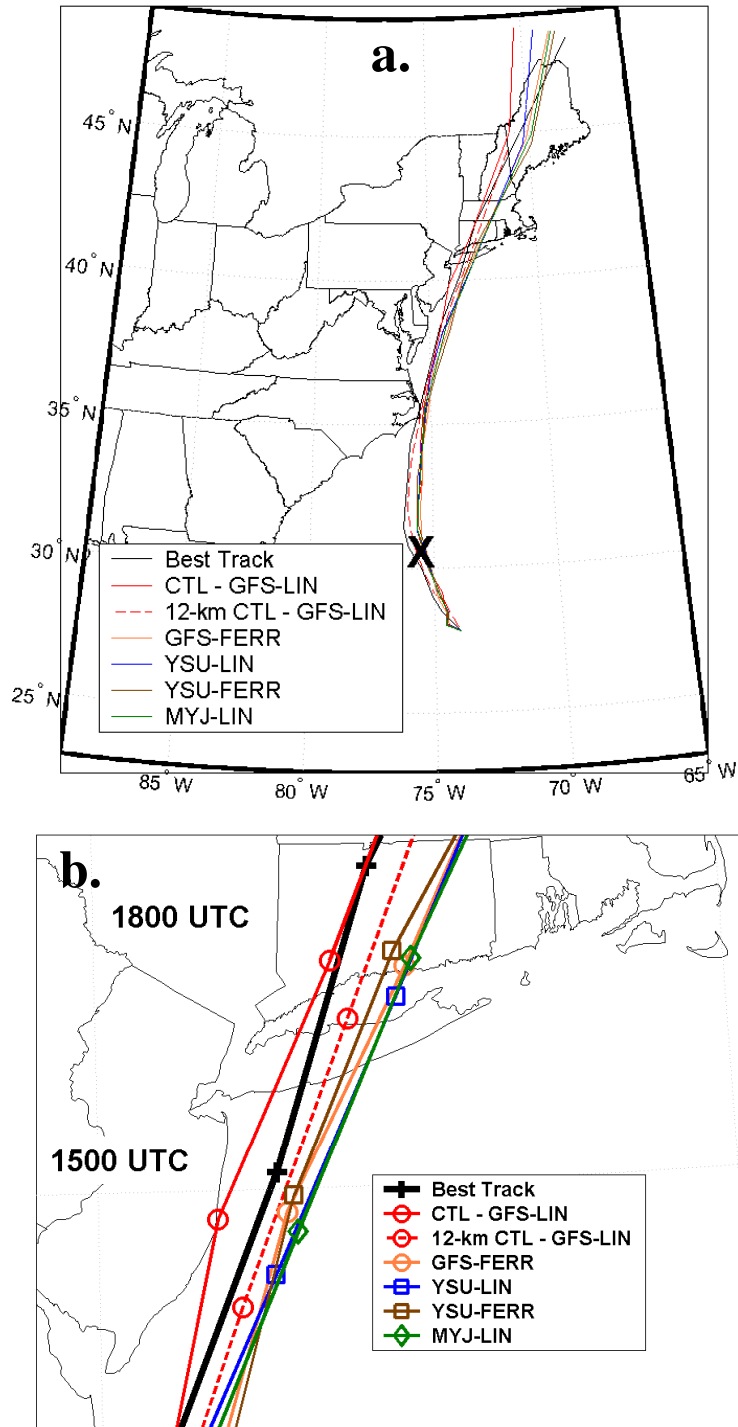 a.
45° N
40° N
35° N
30° N
25° N
Best Track
CTL - GFS-LIN
12-km CTL - GFS-LIN
GFS-FERR
YSU-LIN
YSU-FERR
MYJ-LIN
X
85° W
80° W
75° W
70° W
65° W
b.
1800 UTC
1500 UTC
Best Track
CTL - GFS-LIN
12-km CTL - GFS-LIN
GFS-FERR
YSU-LIN
YSU-FERR
MYJ-LIN